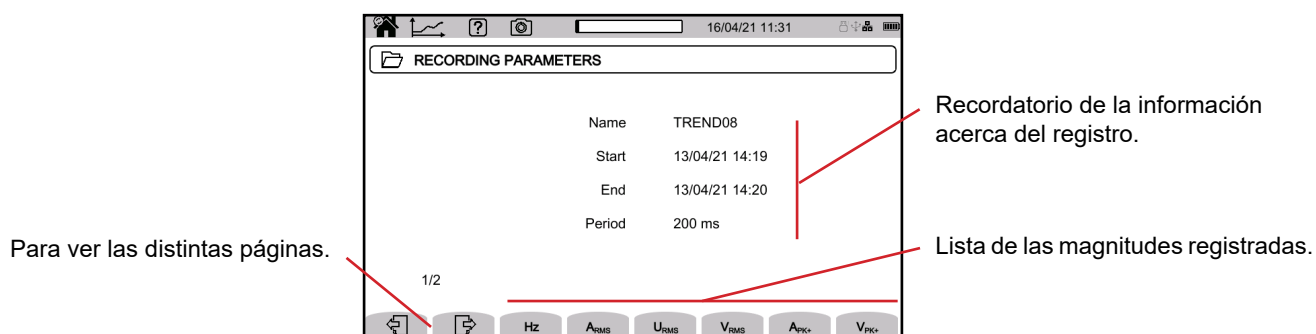 16/04/21 11:31
RECORDING PARAMETERS
Name TREND08
Start 13/04/21 14:19
End 13/04/21 14:20
Period 200 ms
1/2
Hz ARMS URMS VRMS APK+ VPK+
Recordatorio de la información
acerca del registro.
Para ver las distintas páginas.
Lista de las magnitudes registradas.